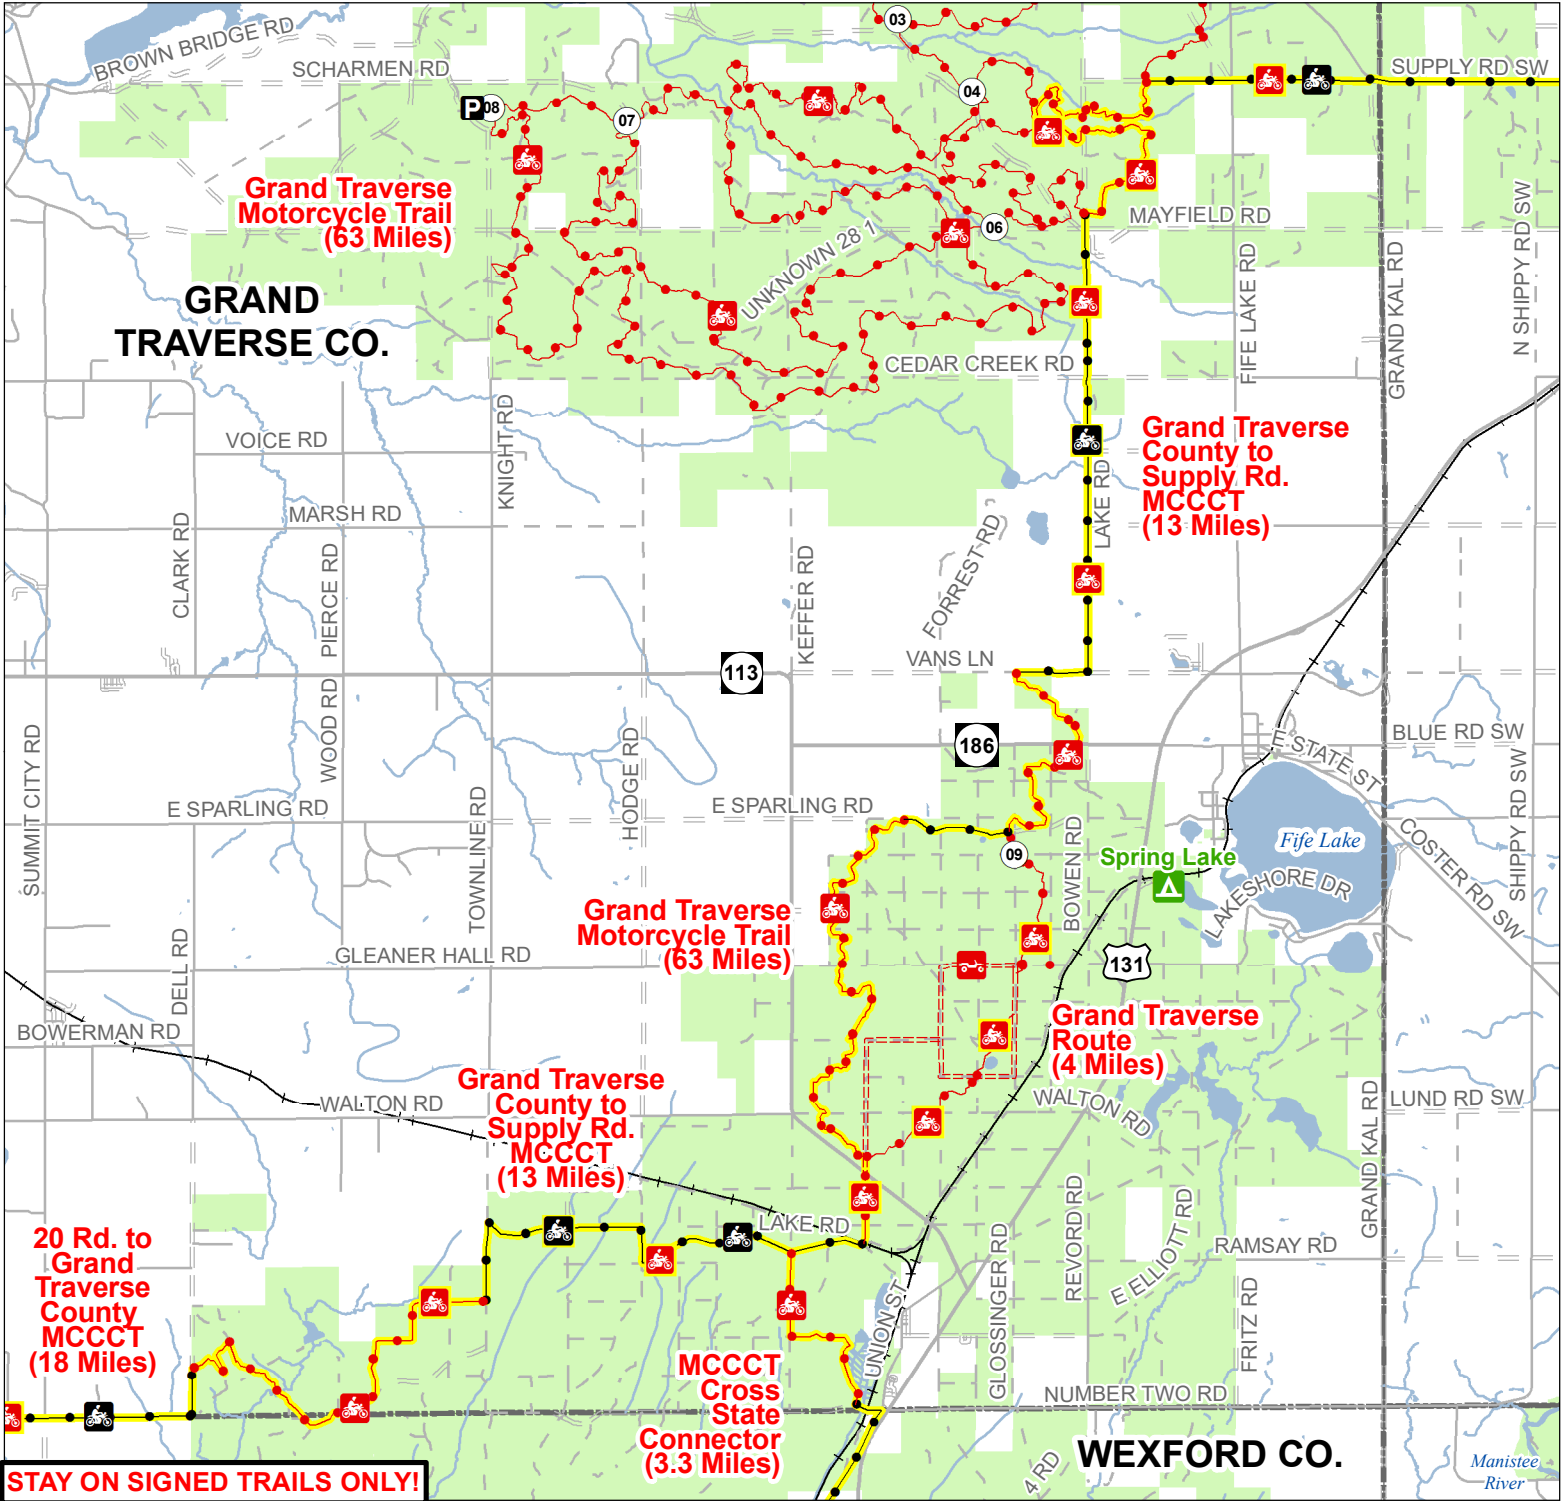 BROWN BRIDGE RD
SCHARMEN RD
03
04
SUPPLY RD SW
P
08
07
Grand Traverse
Motorcycle Trail
(63 Miles)
MAYFIELD RD
06
UNKNOWN 28 1
FIFE LAKE RD
GRAND KAL RD
N SHIPPY RD SW
GRAND
TRAVERSE CO.
CEDAR CREEK RD
KNIGHT RD
VOICE RD
Grand Traverse
County to
Supply Rd.
MCCCT
(13 Miles)
LAKE RD
MARSH RD
CLARK RD
PIERCE RD
KEFFER RD
FORREST RD
VANS LN
113
186
WOOD RD
SUMMIT CITY RD
HODGE RD
TOWNLINE RD
E SPARLING RD
E SPARLING RD
BLUE RD SW
E STATE ST
SHIPPY RD SW
COSTER RD SW
Fife Lake
09
BOWEN RD
Spring Lake
LAKESHORE DR
Grand Traverse
Motorcycle Trail
(63 Miles)
GLEANER HALL RD
DELL RD
131
BOWERMAN RD
Grand Traverse
Route
(4 Miles)
Grand Traverse
County to
Supply Rd.
MCCCT
(13 Miles)
WALTON RD
WALTON RD
LUND RD SW
GRAND KAL RD
LAKE RD
20 Rd. to
Grand
Traverse
County
MCCCT
(18 Miles)
REVORD RD
E ELLIOTT RD
RAMSAY RD
GLOSSINGER RD
UNION ST
FRITZ RD
MCCCT
Cross
State
Connector
(3.3 Miles)
NUMBER TWO RD
WEXFORD CO.
4 RD
Manistee
River
STAY ON SIGNED TRAILS ONLY!